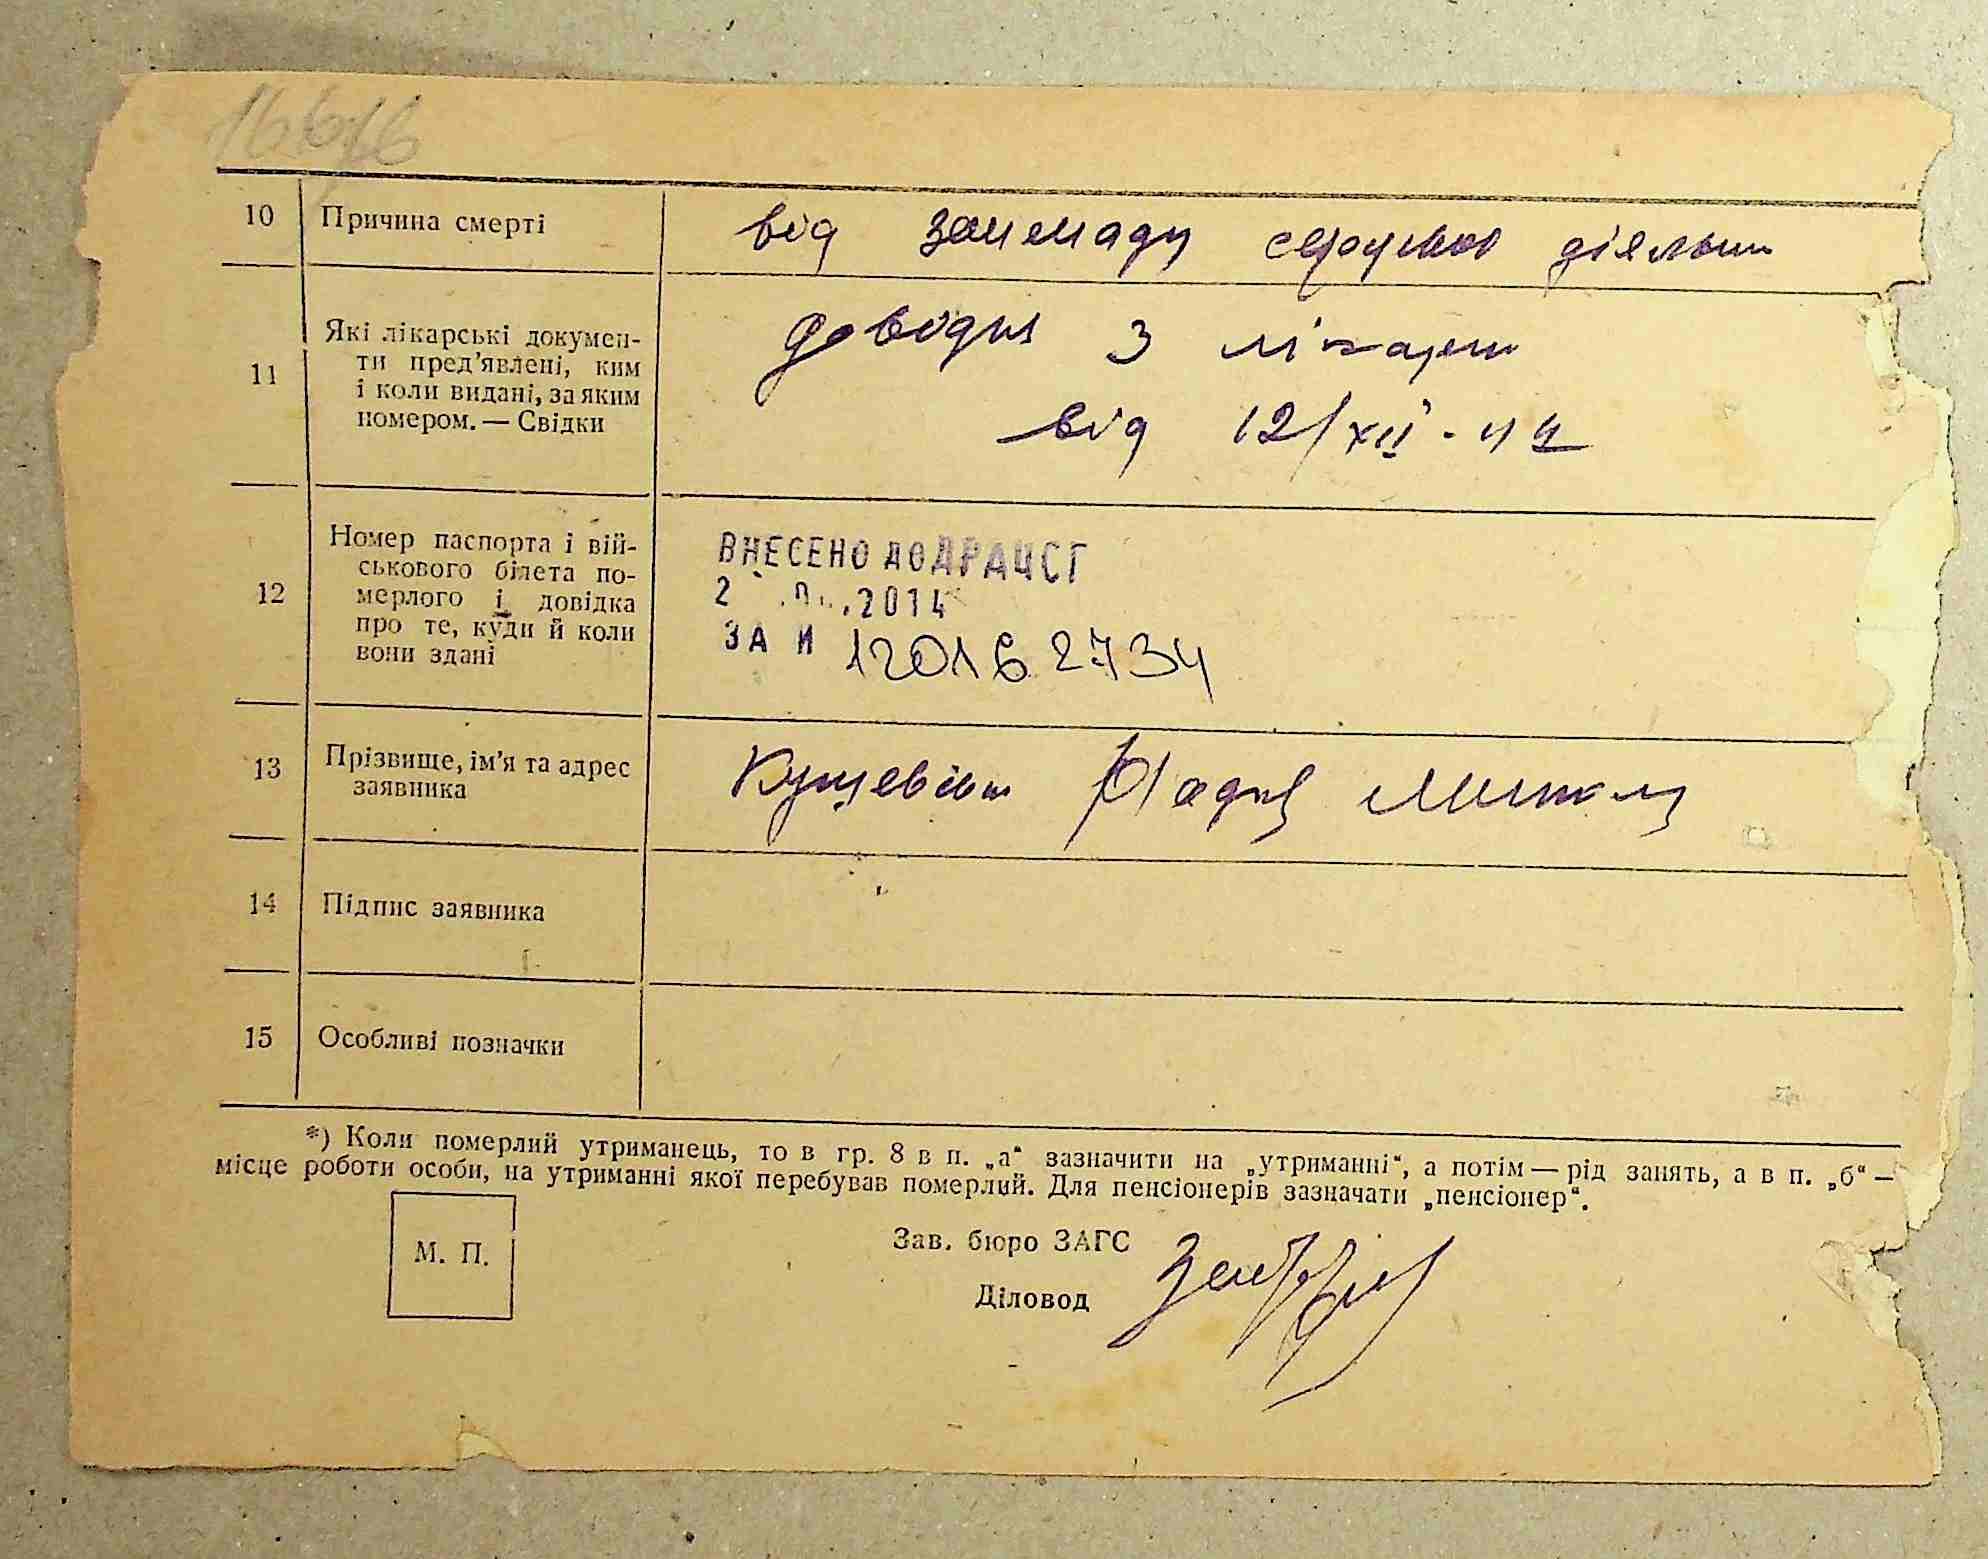 10 Причина смерті від занепаду серцевої діяльн
11 Які лікарські докумен-
ти пред'явлені, ким
і коли видані, за яким
номером. — Свідки
довідка з лікарні
від 12/XII - 44
12 Номер паспорта і вій-
ськового білета по-
мерлого і довідка
про те, куди й коли
вони здані
ВНЕСЕНО ДО ДРАЦСГ
2014
ЗА И 120162734
13 Прізвище, ім'я та адрес
заявника
14 Підпис заявника
15 Особливі позначки
*) Коли померлий утриманець, то в гр. 8 в п. „а“ зазначити на „утриманні“, а потім — рід занять, а в п. „б“ —
місце роботи особи, на утриманні якої перебував померлий. Для пенсіонерів зазначати „пенсіонер“.
М. П.
Зав. бюро ЗАГС
Діловод